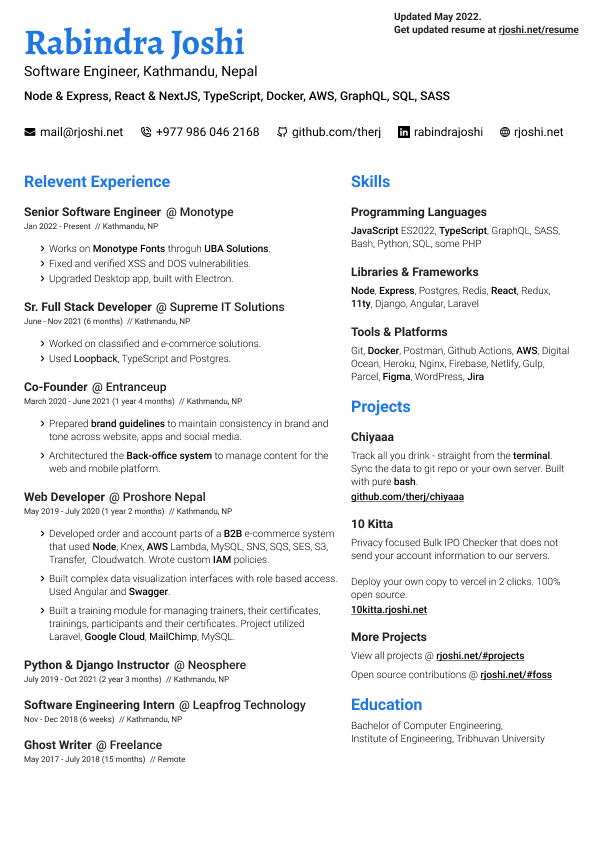 Updated May 2022.
Get updated resume at rjoshi.net/resume
Rabindra Joshi
Software Engineer, Kathmandu, Nepal
Node & Express, React & NextJS, TypeScript, Docker, AWS, GraphQL, SQL, SASS
mail@rjoshi.net
+977 986 046 2168
github.com/therj
rabindrajoshi
rjoshi.net
Relevent Experience
Senior Software Engineer @ Monotype
Jan 2022 - Present // Kathmandu, NP
Works on Monotype Fonts throguh UBA Solutions.
Fixed and verified XSS and DOS vulnerabilities.
Upgraded Desktop app, built with Electron.
Sr. Full Stack Developer @ Supreme IT Solutions
June - Nov 2021 (6 months) // Kathmandu, NP
Worked on classified and e-commerce solutions.
Used Loopback, TypeScript and Postgres.
Co-Founder @ Entranceup
March 2020 - June 2021 (1 year 4 months) // Kathmandu, NP
Prepared brand guidelines to maintain consistency in brand and
tone across website, apps and social media.
Architectured the Back-office system to manage content for the
web and mobile platform.
Web Developer @ Proshore Nepal
May 2019 - July 2020 (1 year 2 months) // Kathmandu, NP
Developed order and account parts of a B2B e-commerce system
that used Node, Knex, AWS Lambda, MySQL, SNS, SQS, SES, S3,
Transfer, Cloudwatch. Wrote custom IAM policies.
Built complex data visualization interfaces with role based access.
Used Angular and Swagger.
Built a training module for managing trainers, their certificates,
trainings, participants and their certificates. Project utilized
Laravel, Google Cloud, MailChimp, MySQL.
Python & Django Instructor @ Neosphere
July 2019 - Oct 2021 (2 year 3 months) // Kathmandu, NP
Software Engineering Intern @ Leapfrog Technology
Nov - Dec 2018 (6 weeks) // Kathmandu, NP
Ghost Writer @ Freelance
May 2017 - July 2018 (15 months) // Remote
Skills
Programming Languages
JavaScript ES2022, TypeScript, GraphQL, SASS,
Bash, Python, SQL, some PHP
Libraries & Frameworks
Node, Express, Postgres, Redis, React, Redux,
11ty, Django, Angular, Laravel
Tools & Platforms
Git, Docker, Postman, Github Actions, AWS, Digital
Ocean, Heroku, Nginx, Firebase, Netlify, Gulp,
Parcel, Figma, WordPress, Jira
Projects
Chiyaaa
Track all you drink - straight from the terminal.
Sync the data to git repo or your own server. Built
with pure bash.
github.com/therj/chiyaaa
10 Kitta
Privacy focused Bulk IPO Checker that does not
send your account information to our servers.
Deploy your own copy to vercel in 2 clicks. 100%
open source.
10kitta.rjoshi.net
More Projects
View all projects @ rjoshi.net/#projects
Open source contributions @ rjoshi.net/#foss
Education
Bachelor of Computer Engineering,
Institute of Engineering, Tribhuvan University